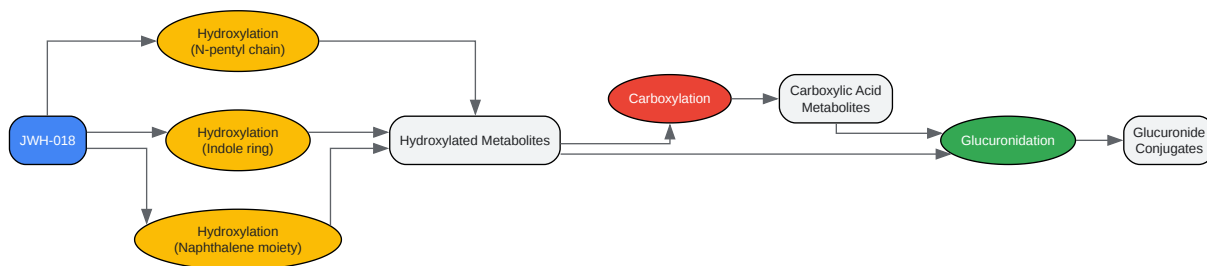 JWH-018
Hydroxylation
(N-pentyl chain)
Hydroxylation
(Indole ring)
Hydroxylation
(Naphthalene moiety)
Hydroxylated Metabolites
Carboxylation
Carboxylic Acid
Metabolites
Glucuronidation
Glucuronide
Conjugates